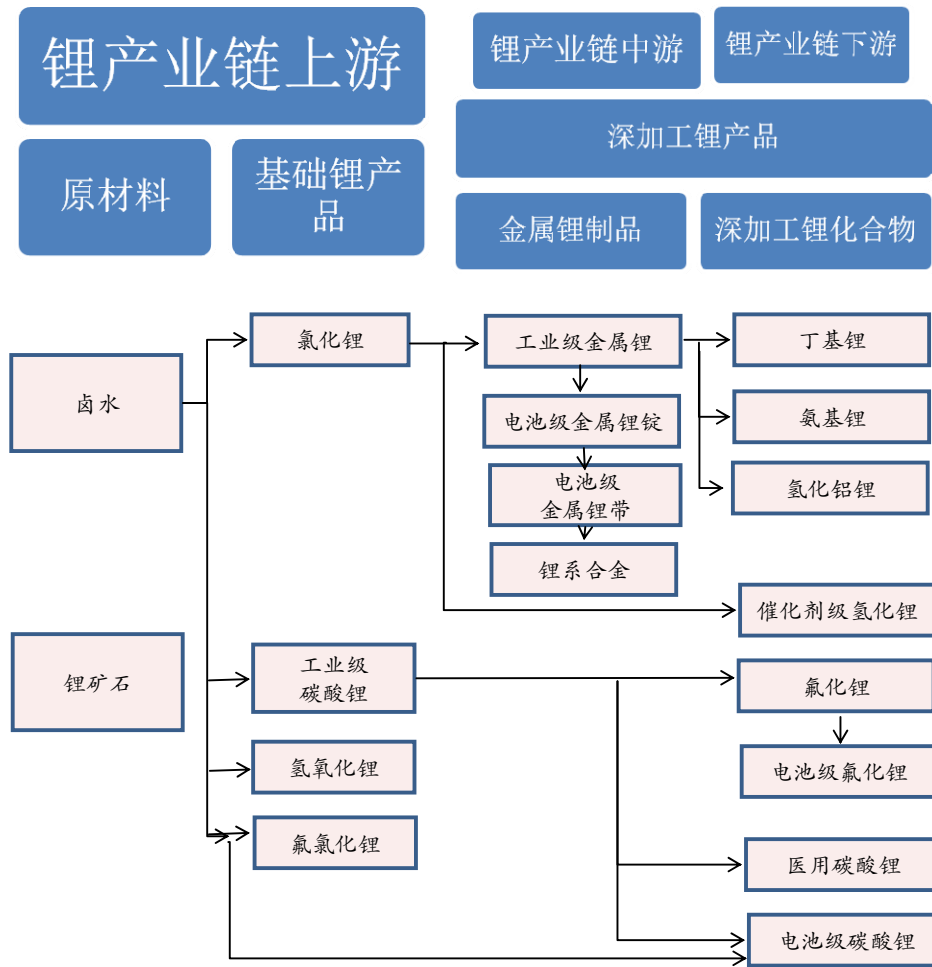 锂产业链上游
锂产业链中游
锂产业链下游
深加工锂产品
原材料
基础锂产
品
金属锂制品
深加工锂化合物
氯化锂
工业级金属锂
丁基锂
卤水
电池级金属锂锭
氨基锂
电池级
金属锂带
氢化铝锂
锂系合金
催化剂级氢化锂
锂矿石
工业级
碳酸锂
氟化锂
氢氧化锂
电池级氟化锂
氟氯化锂
医用碳酸锂
电池级碳酸锂